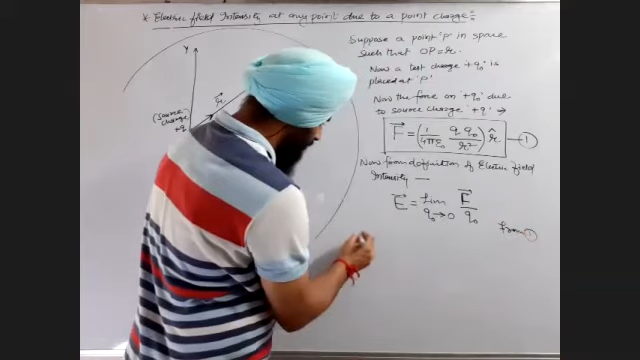 * Electric field Intensity at any point due to a point charge:-
Y
r
(Source
charge
+q
Suppose a point 'P' in space
such that OP=r.
Now a test charge +q₀ is
placed at 'P'
Now the force on +q₀ due
to source charge +q →
F⃗ = (1/4πε₀ q q₀/r²) r̂ —①
Now from definition of Electric field
Intensity —
E⃗ = Lim q₀→0 F⃗/q₀
from ①